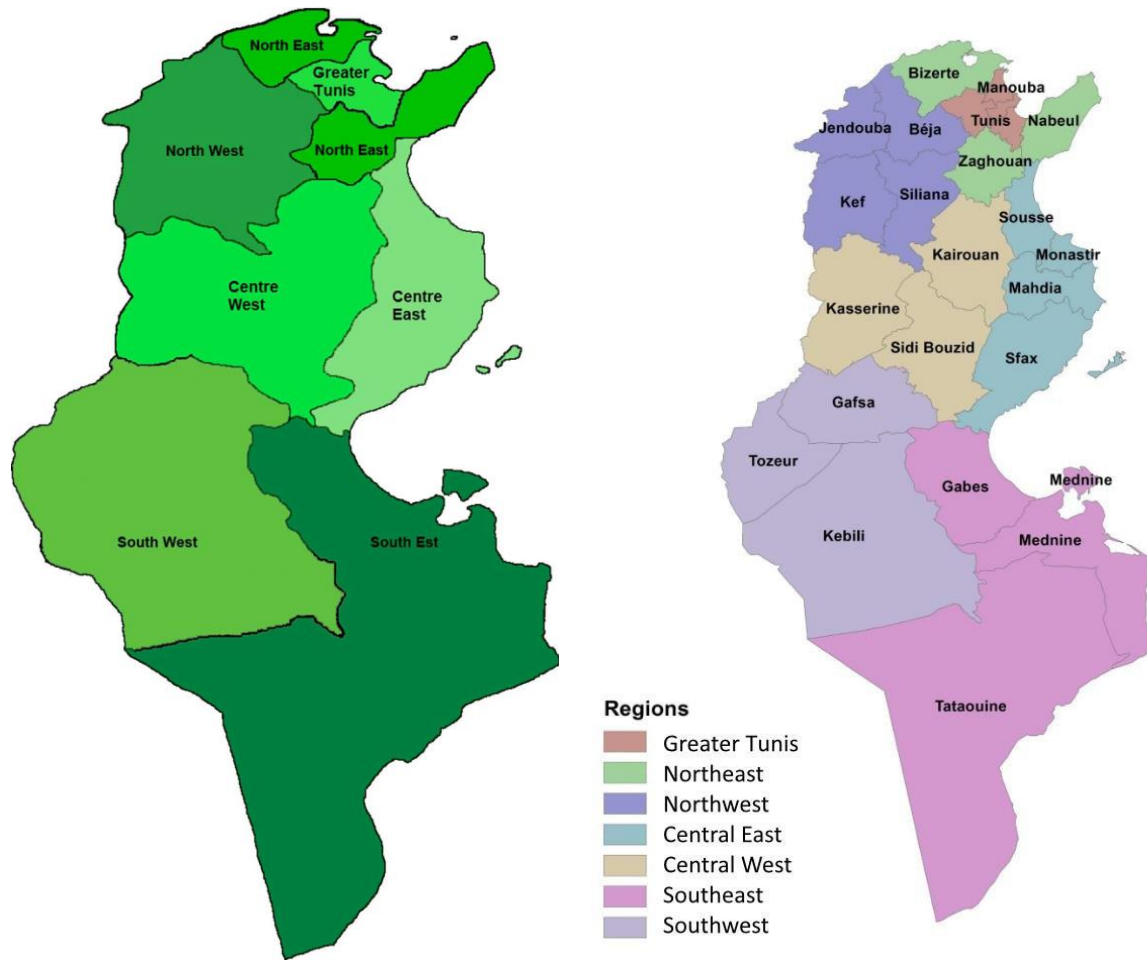 North East
Greater
Tunis
North East
North West
Centre
West
Centre
East
South West
South Est
Bizerte
Manouba
Tunis
Nabeul
Jendouba
Béja
Zaghouan
Kef
Siliana
Sousse
Kairouan
Monastir
Mahdia
Kasserine
Sidi Bouzid
Sfax
Gafsa
Tozeur
Gabes
Mednine
Kebili
Mednine
Tataouine
Regions
Greater Tunis
Northeast
Northwest
Central East
Central West
Southeast
Southwest